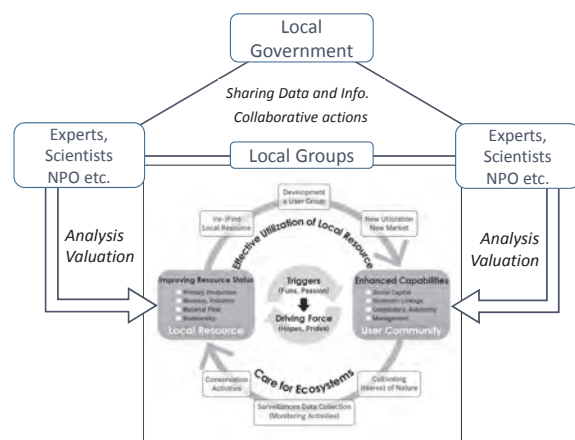 Local
Government
Sharing Data and Info.
Collaborative actions
Experts,
Scientists
NPO etc.
Local Groups
Experts,
Scientists
NPO etc.
Analysis
Valuation
Analysis
Valuation
Development
a User Group
(re-)Find
Local Resource
New Utilization
New Market
Effective Utilization of Local Resource
Improving Resource Status
Primary Production
Biomass, Pollution
Material Flow
Biodiversity
Local Resource
Triggers
(Funs, Passion)
Driving Force
(Hopes, Prides)
Enhanced Capabilities
Social Capital
Economic Linkage
Autonomy
Management
User Community
Care for Ecosystems
Conservation
Activities
Cultivating
Interest of Nature
Surveillances Data Collection
(Monitoring Activities)